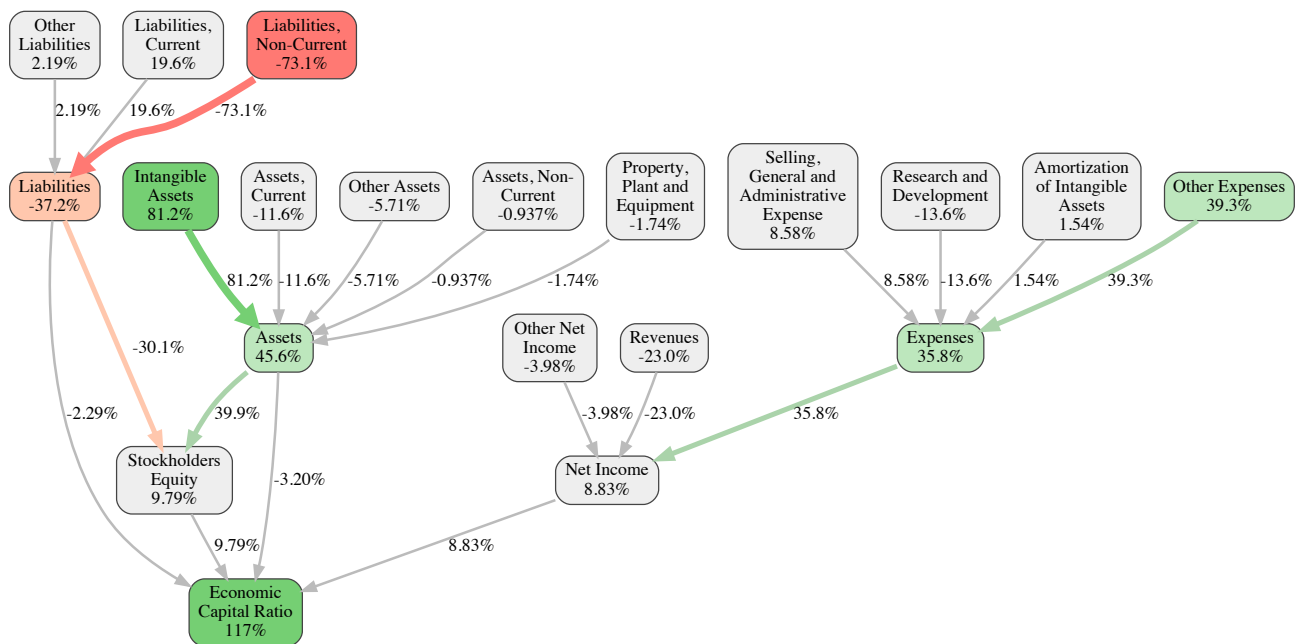 Other
Liabilities
2.19%
Liabilities,
Current
19.6%
Liabilities,
Non-Current
-73.1%
2.19%
19.6%
-73.1%
Liabilities
-37.2%
Intangible
Assets
81.2%
Assets,
Current
-11.6%
Other Assets
-5.71%
Assets, Non-
Current
-0.937%
Property,
Plant and
Equipment
-1.74%
Selling,
General and
Administrative
Expense
8.58%
Research and
Development
-13.6%
Amortization
of Intangible
Assets
1.54%
Other Expenses
39.3%
81.2%
-11.6%
-5.71%
-0.937%
-1.74%
8.58%
-13.6%
1.54%
39.3%
Assets
45.6%
Other Net
Income
-3.98%
Revenues
-23.0%
Expenses
35.8%
-30.1%
-2.29%
39.9%
-3.98%
-23.0%
35.8%
Stockholders
Equity
9.79%
-3.20%
Net Income
8.83%
9.79%
8.83%
Economic
Capital Ratio
117%